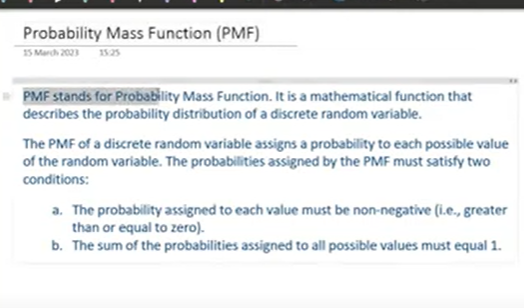 Probability Mass Function (PMF)
15 March 2023 15:25
PMF stands for Probability Mass Function. It is a mathematical function that
describes the probability distribution of a discrete random variable.
The PMF of a discrete random variable assigns a probability to each possible value
of the random variable. The probabilities assigned by the PMF must satisfy two
conditions:
a. The probability assigned to each value must be non-negative (i.e., greater
than or equal to zero).
b. The sum of the probabilities assigned to all possible values must equal 1.